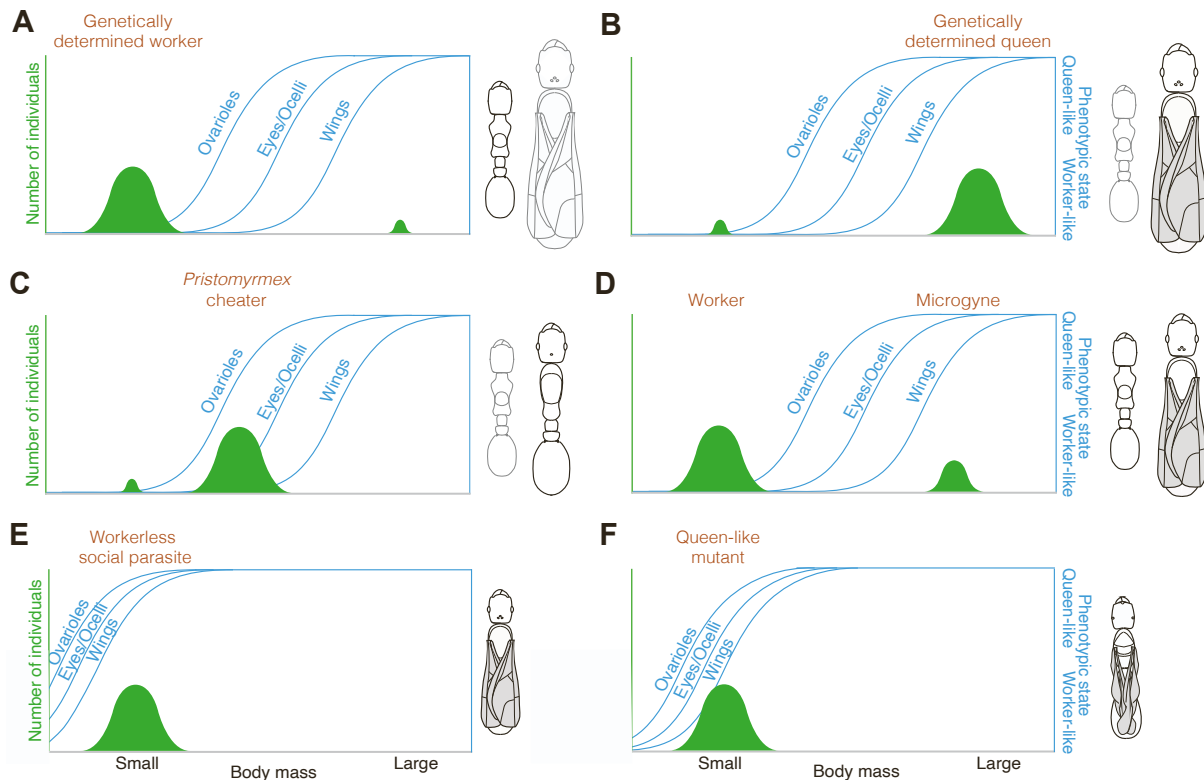 A
Genetically
determined worker
Number of individuals
Ovarioles
Eyes/Ocelli
Wings
B
Genetically
determined queen
Ovarioles
Eyes/Ocelli
Wings
Phenotypic state
Queen-like
Worker-like
C
Pristomyrmex
cheater
Number of individuals
Ovarioles
Eyes/Ocelli
Wings
D
Worker
Microgyne
Ovarioles
Eyes/Ocelli
Wings
Phenotypic state
Queen-like
Worker-like
E
Workerless
social parasite
Number of individuals
Ovarioles
Eyes/Ocelli
Wings
Small
Body mass
Large
F
Queen-like
mutant
Ovarioles
Eyes/Ocelli
Wings
Phenotypic state
Queen-like
Worker-like
Small
Body mass
Large